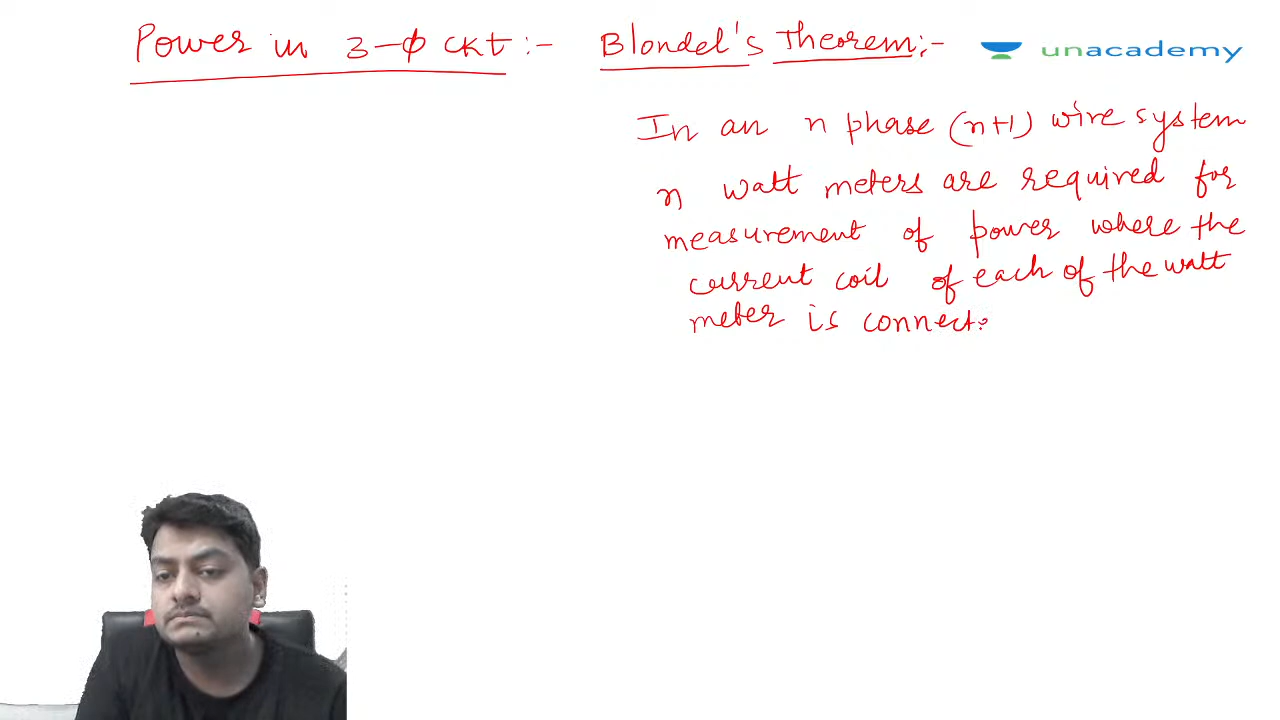 Power in 3-ϕ ckt :- Blondel's Theorem :-
unacademy
In an n phase (n+1) wire system
n watt meters are required for
measurement of power where the
current coil of each of the watt
meter is connect